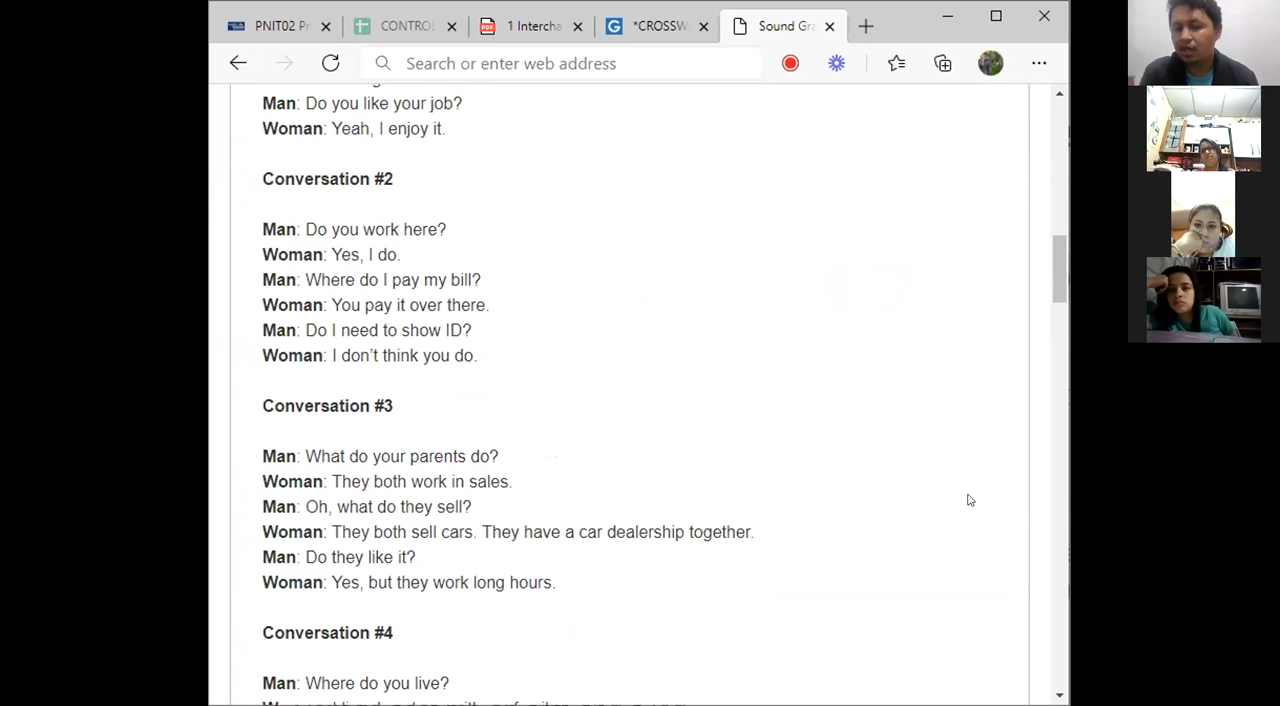 PNIT02 Pr
CONTROL
1 Intercha
*CROSSW
Sound Gra
Search or enter web address
Man: Do you like your job?
Woman: Yeah, I enjoy it.
Conversation #2
Man: Do you work here?
Woman: Yes, I do.
Man: Where do I pay my bill?
Woman: You pay it over there.
Man: Do I need to show ID?
Woman: I don’t think you do.
Conversation #3
Man: What do your parents do?
Woman: They both work in sales.
Man: Oh, what do they sell?
Woman: They both sell cars. They have a car dealership together.
Man: Do they like it?
Woman: Yes, but they work long hours.
Conversation #4
Man: Where do you live?